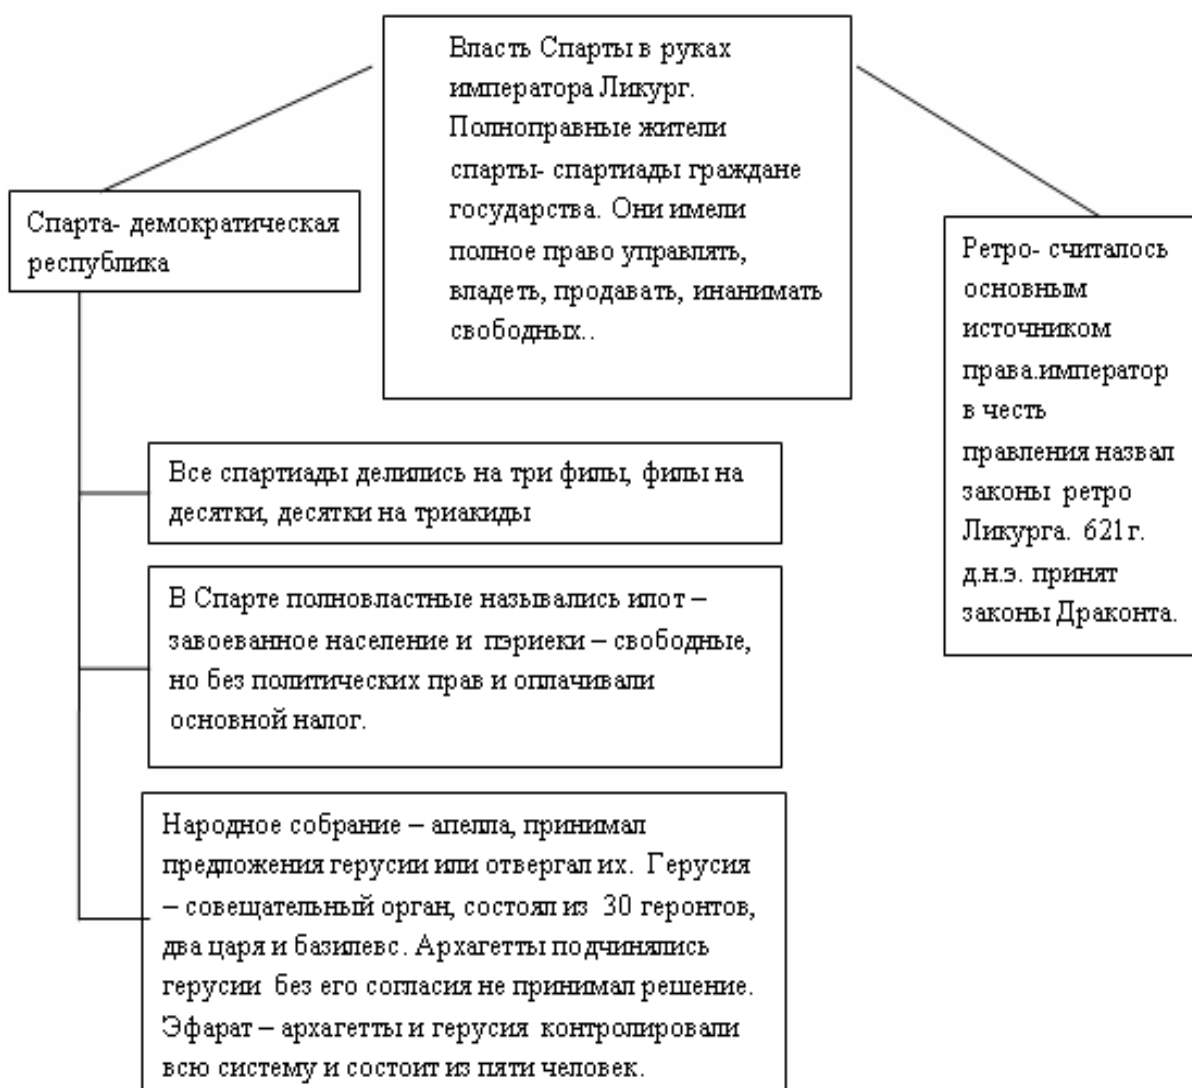 Власть Спарты в руках
императора Ликург.
Полноправные жители
спарты- спартиады граждане
государства. Они имели
полное право управлять,
владеть, продавать, инанимать
свободных..
Спарта- демократическая
республика
Ретро- считалось
основным
источником
права.император
в честь
правления назвал
законы ретро
Ликурга. 621г.
д.н.э. принят
законы Драконта.
Все спартиады делились на три филы, филы на
десятки, десятки на триакиды
В Спарте полновластные назывались илот –
завоеванное население и пэриеки – свободные,
но без политических прав и оплачивали
основной налог.
Народное собрание – апелла, принимал
предложения герусии или отвергал их. Герусия
– совещательный орган, состоял из 30 геронтов,
два царя и базилевс. Архагетты подчинялись
герусии без его согласия не принимал решение.
Эфарат – архагетты и герусия контролировали
всю систему и состоит из пяти человек.